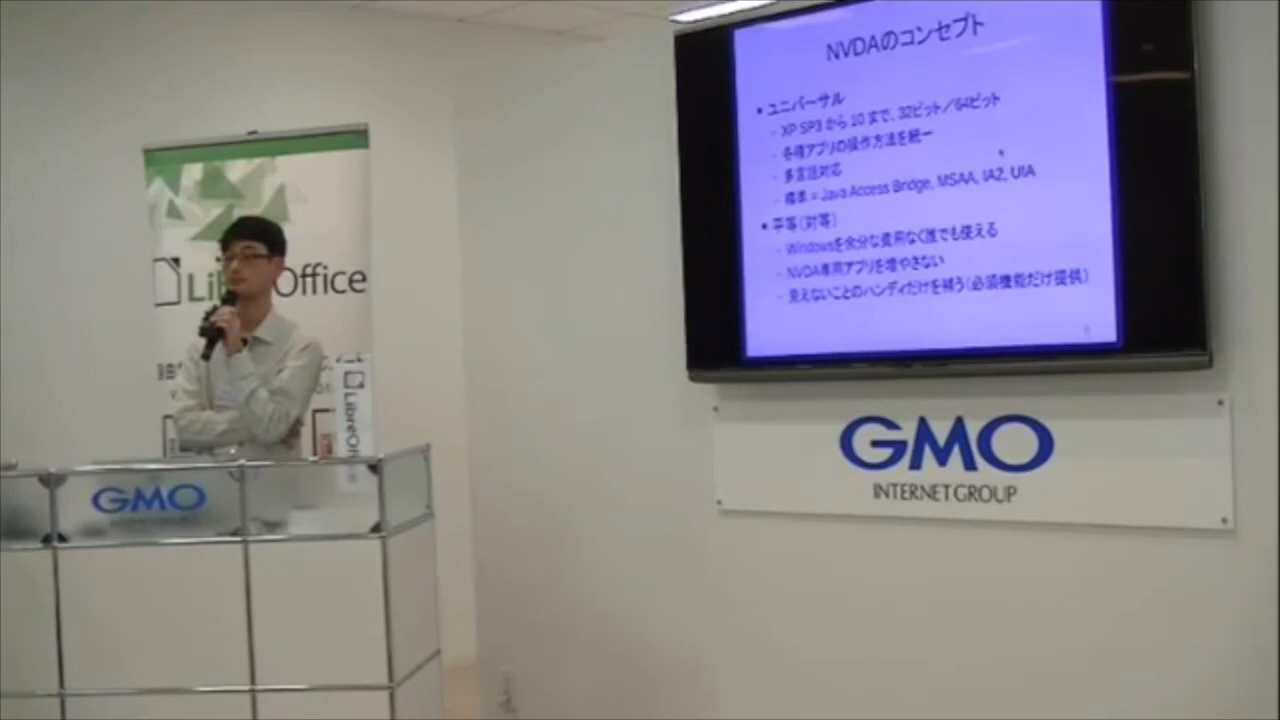 NVDAのコンセプト
ユニバーサル
XP SP3 から 10 まで、32ビット／64ビット
各種アプリの操作方法を統一
多言語対応
標準 = Java Access Bridge, MSAA, IA2, UIA
平等（対等）
Windowsを余分な費用なく誰でも使える
NVDA専用アプリを増やさない
見えないことのハンディだけを補う（必須機能だけ提供）
LibreOffice
LibreOffice
GMO
GMO
INTERNET GROUP